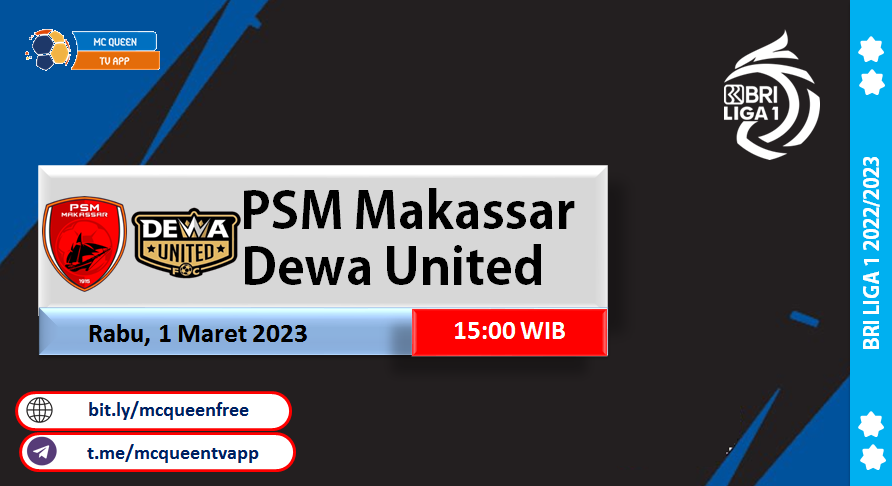 MC QUEEN
TV APP
BRI
LIGA 1
PSM
MAKASSAR
1915
DEWA
UNITED
FC
PSM Makassar
Dewa United
Rabu, 1 Maret 2023
15:00 WIB
bit.ly/mcqueenfree
t.me/mcqueentvapp
BRI LIGA 1 2022/2023